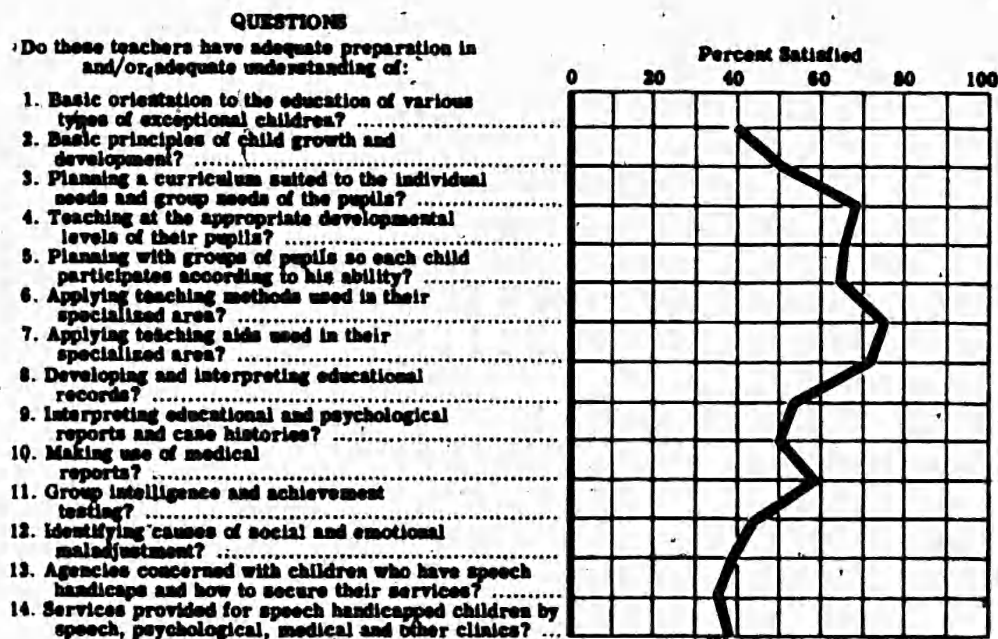 QUESTIONS
Do these teachers have adequate preparation in
and/or adequate understanding of:
Percent Satisfied
0 20 40 60 80 100
1. Basic orientation to the education of various
types of exceptional children? ........................
2. Basic principles of child growth and
development? ........................
3. Planning a curriculum suited to the individual
needs and group needs of the pupils? ........................
4. Teaching at the appropriate developmental
levels of their pupils? ........................
5. Planning with groups of pupils so each child
participates according to his ability? ........................
6. Applying teaching methods used in their
specialized area? ........................
7. Applying teaching aids used in their
specialized area? ........................
8. Developing and interpreting educational
records? ........................
9. Interpreting educational and psychological
reports and case histories? ........................
10. Making use of medical
reports? ........................
11. Group intelligence and achievement
testing? ........................
12. Identifying causes of social and emotional
maladjustment? ........................
13. Agencies concerned with children who have speech
handicaps and how to secure their services? ........
14. Services provided for speech handicapped children by
speech, psychological, medical and other clinics? ...